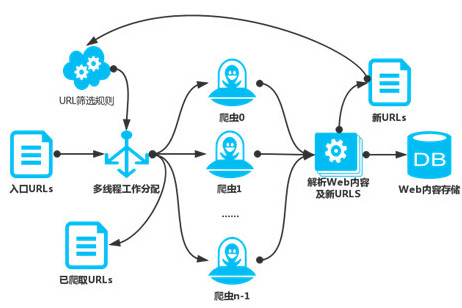 URL筛选规则
爬虫0
新URLs
入口URLs
多线程工作分配
爬虫1
解析Web内容
及新URLS
DB
Web内容存储
......
已爬取URLs
爬虫n-1